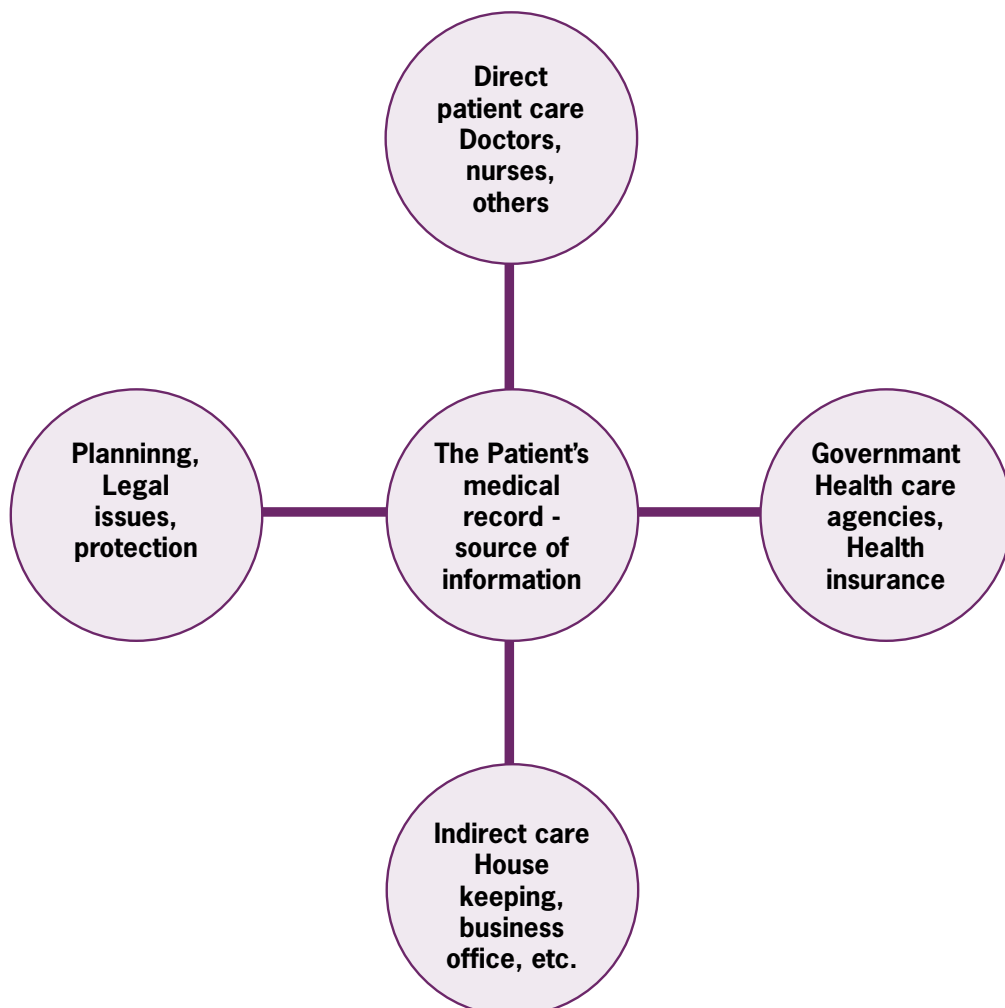 Direct
patient care
Doctors,
nurses,
others
Planninng,
Legal
issues,
protection
The Patient’s
medical
record -
source of
information
Governmant
Health care
agencies,
Health
insurance
Indirect care
House
keeping,
business
office, etc.